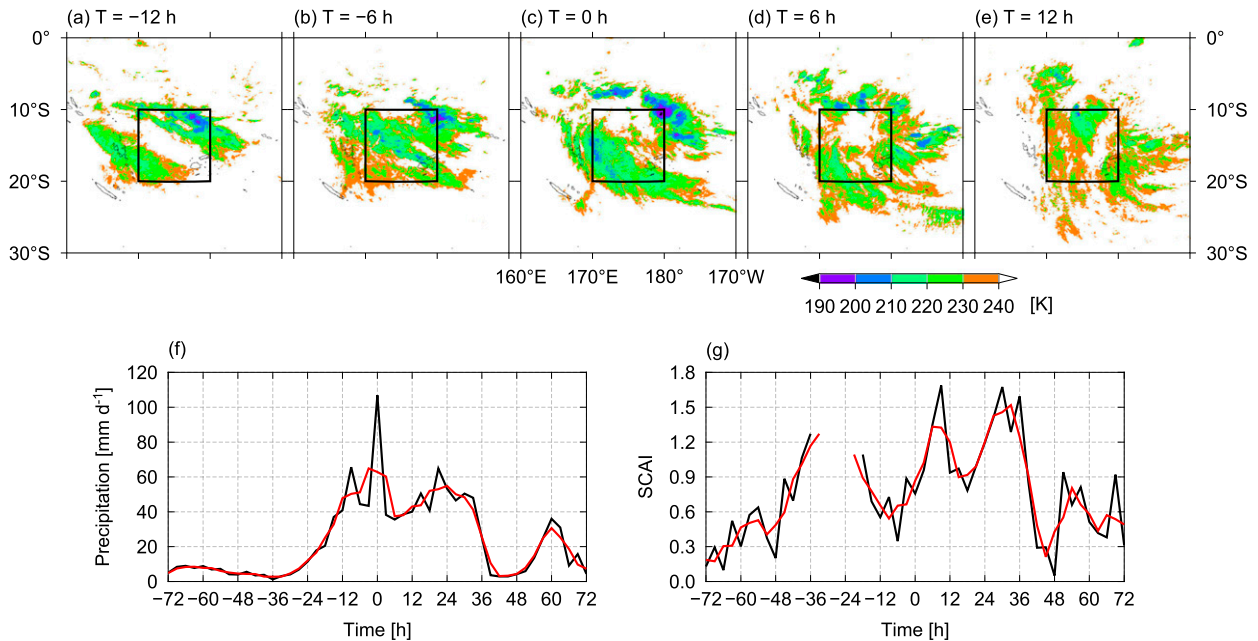 (a) T = −12 h
(b) T = −6 h
(c) T = 0 h
(d) T = 6 h
(e) T = 12 h
0° 0°
10°S 10°S
20°S 20°S
30°S 30°S
160°E 170°E 180° 170°W
190 200 210 220 230 240 [K]
(f)
Precipitation [mm d⁻¹]
120
100
80
60
40
20
0
−72 −60 −48 −36 −24 −12 0 12 24 36 48 60 72
Time [h]
(g)
SCAI
1.8
1.5
1.2
0.9
0.6
0.3
0.0
−72 −60 −48 −36 −24 −12 0 12 24 36 48 60 72
Time [h]